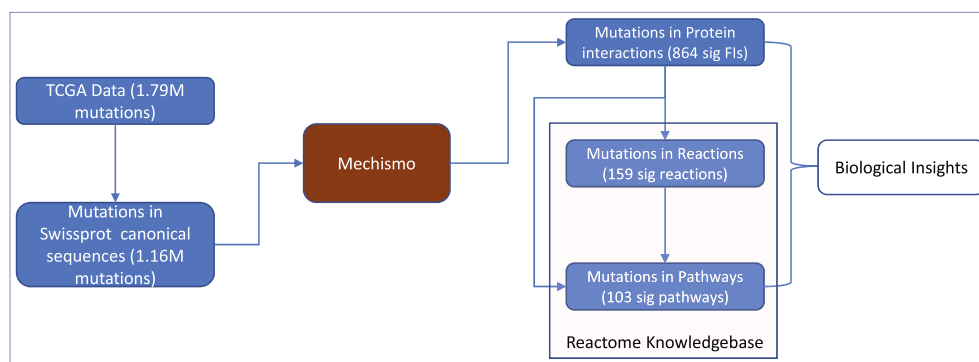 Mutations in Protein
interactions (864 sig FIs)
TCGA Data (1.79M
mutations)
Mechismo
Mutations in Reactions
(159 sig reactions)
Biological Insights
Mutations in
Swissprot canonical
sequences (1.16M
mutations)
Mutations in Pathways
(103 sig pathways)
Reactome Knowledgebase